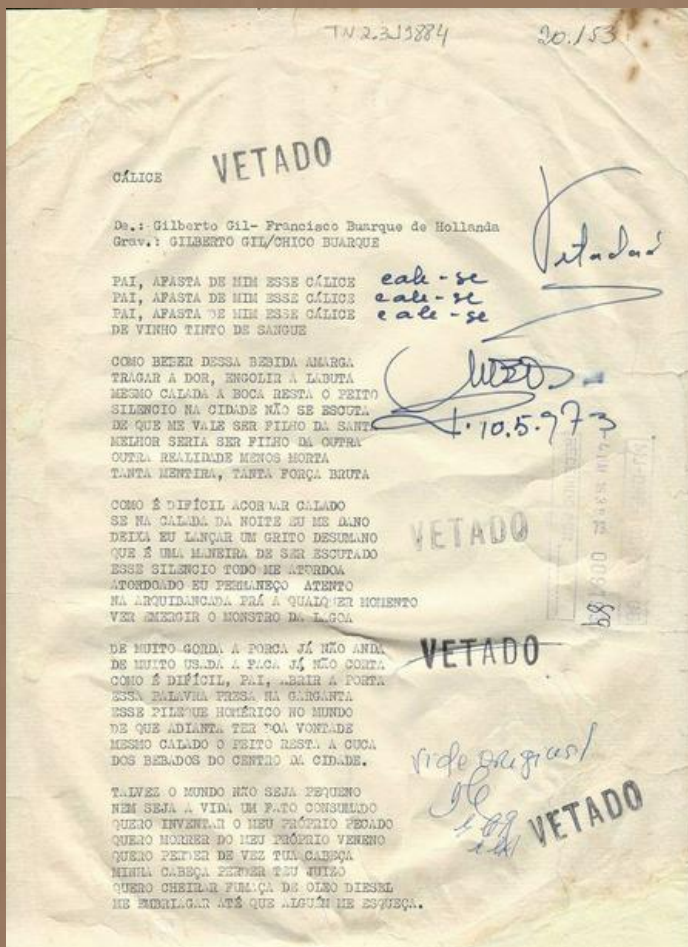 TN 2.3.19884
20.153
VETADO
CÁLICE
De.: Gilberto Gil- Francisco Buarque de Hollanda
Grav.: GILBERTO GIL/CHICO BUARQUE
PAI, AFASTA DE MIM ESSE CÁLICE cale-se
PAI, AFASTA DE MIM ESSE CÁLICE cale-se
PAI, AFASTA DE MIM ESSE CÁLICE cale-se
DE VINHO TINTO DE SANGUE
COMO BEBER DESSA BEBIDA AMARGA
TRAGAR A DOR, ENGOLIR A LABUTA
MESMO CALADA A BOCA RESTA O PEITO
SILENCIO NA CIDADE NÃO SE ESCUTA
DE QUE ME VALE SER FILHO DA SANT
MELHOR SERIA SER FILHO DA OUTRA
OUTRA REALIDADE MENOS MORTA
TANTA MENTIRA, TANTA FORÇA BRUTA
10.5.973
COMO É DIFÍCIL ACORDAR CALADO
SE NA CALADA DA NOITE EU ME DANO
DEIXA EU LANÇAR UM GRITO DESUMANO
QUE É UMA MANEIRA DE SER ESCUTADO
ESSE SILENCIO TODO ME ATORDOA
ATORDOADO EU PERMANEÇO ATENTO
NA ARQUIBANCADA PRÁ A QUALQUER MOMENTO
VER EMERGIR O MONSTRO DA LAGOA
VETADO
DE MUITO GORDA A PORCA JÁ NÃO ANDA
DE MUITO USADA A FACA JÁ NÃO CORTA
COMO É DIFÍCIL, PAI, ABRIR A PORTA
ESSA PALAVRA PRESA NA GARGANTA
ESSE PILEQUE HOMÉRICO NO MUNDO
DE QUE ADIANTA TER BOA VONTADE
MESMO CALADO O PEITO RESTA A CUCA
DOS BEBADOS DO CENTRO DA CIDADE.
VETADO
vide original
TALVEZ O MUNDO NÃO SEJA PEQUENO
NEM SEJA A VIDA UM FATO CONSUMADO
QUERO INVENTAR O MEU PRÓPRIO PECADO
QUERO MORRER DO MEU PRÓPRIO VENENO
QUERO PERDER DE VEZ TUA CABEÇA
MINHA CABEÇA PERDER TEU JUIZO
QUERO CHEIRAR FUMAÇA DE OLEO DIESEL
ME EMBRIAGAR ATÉ QUE ALGUÉM ME ESQUEÇA.
VETADO